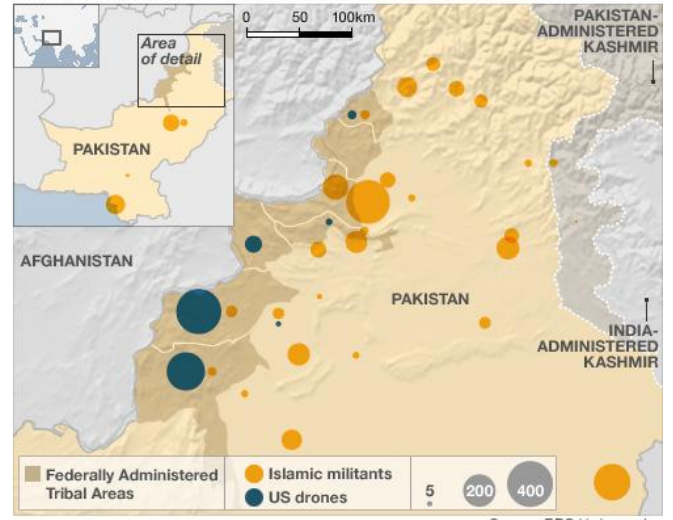 0 50 100km
PAKISTAN-
ADMINISTERED
KASHMIR
Area
of detail
PAKISTAN
AFGHANISTAN
PAKISTAN
INDIA-
ADMINISTERED
KASHMIR
Federally Administered
Tribal Areas
Islamic militants
US drones
5 200 400